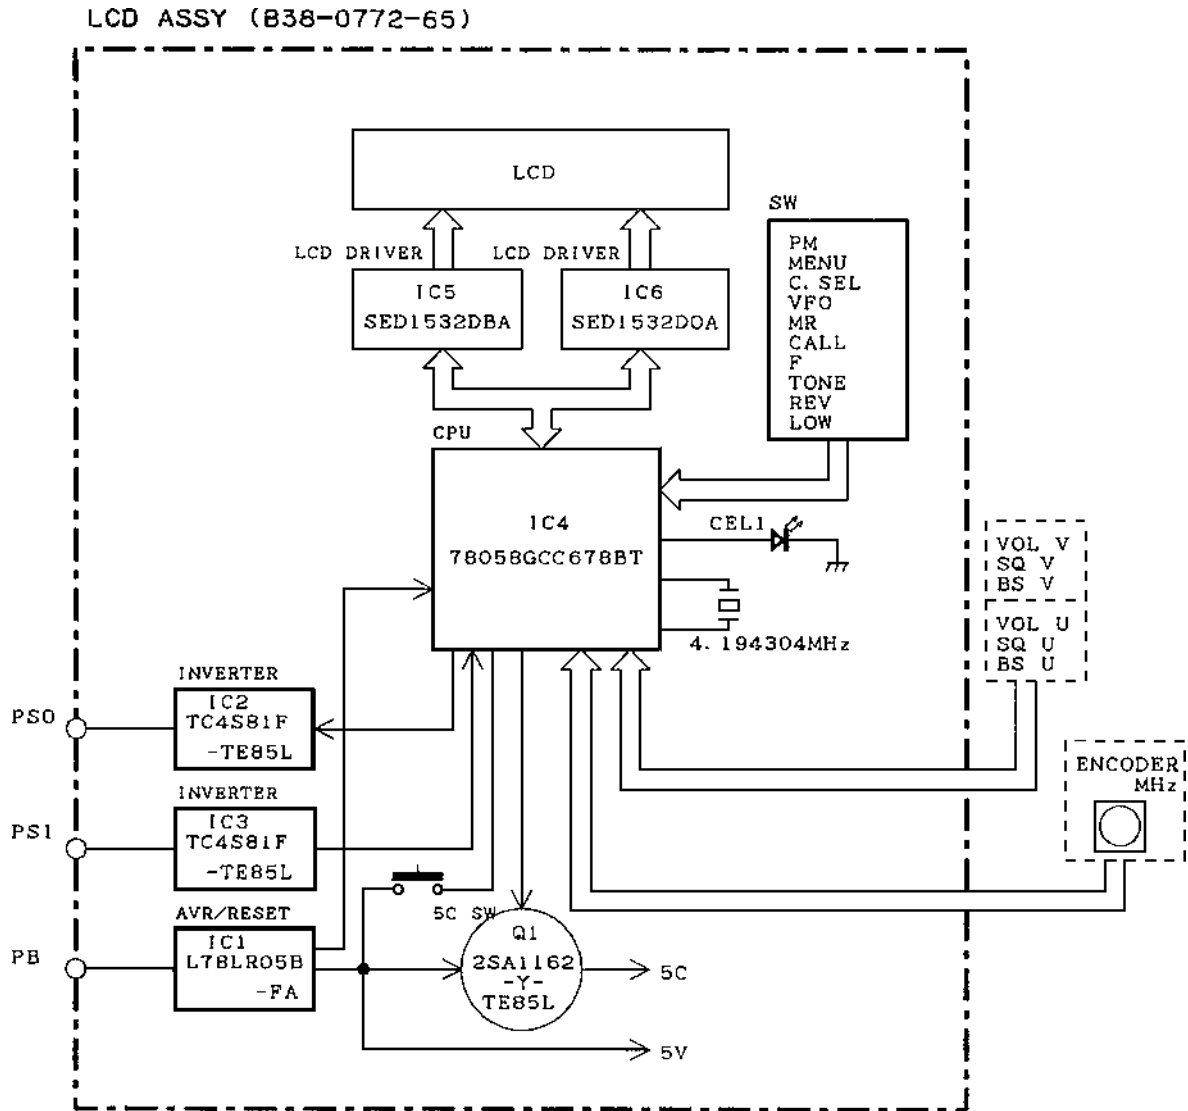 LCD ASSY (B38-0772-65)
LCD
LCD DRIVER
IC5
SED1532DBA
LCD DRIVER
IC6
SED1532DOA
SW
PM
MENU
C. SEL
VFO
MR
CALL
F
TONE
REV
LOW
CPU
IC4
78058GCC678BT
CEL1
4. 194304MHz
VOL V
SQ V
BS V
VOL U
SQ U
BS U
ENCODER
MHz
PS0
INVERTER
IC2
TC4S81F
-TE85L
PS1
INVERTER
IC3
TC4S81F
-TE85L
PB
AVR/RESET
IC1
L78LR05B
-FA
5C SW
Q1
2SA1162
-Y-
TE85L
5C
5V